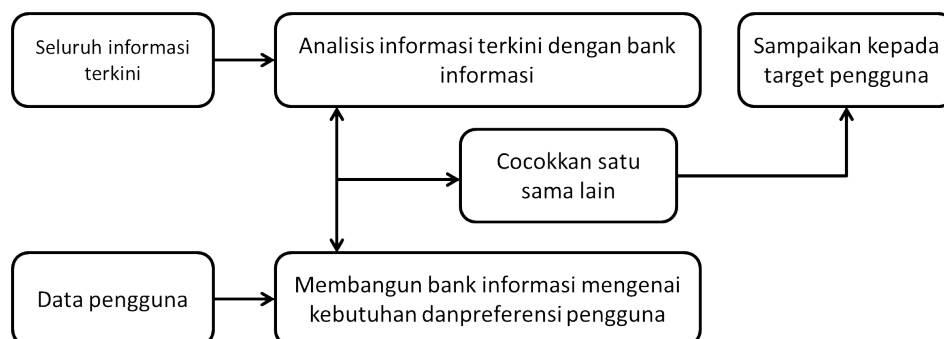 Seluruh informasi
terkini
Analisis informasi terkini dengan bank
informasi
Sampaikan kepada
target pengguna
Cocokkan satu
sama lain
Data pengguna
Membangun bank informasi mengenai
kebutuhan danpreferensi pengguna